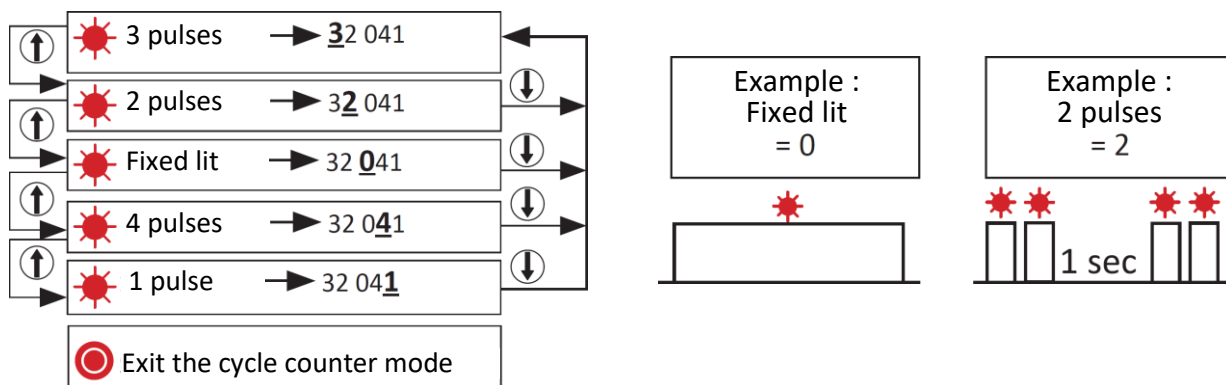 3 pulses 32 041
2 pulses 32 041
Fixed lit 32 041
4 pulses 32 041
1 pulse 32 041
Exit the cycle counter mode
Example :
Fixed lit
= 0
Example :
2 pulses
= 2
1 sec